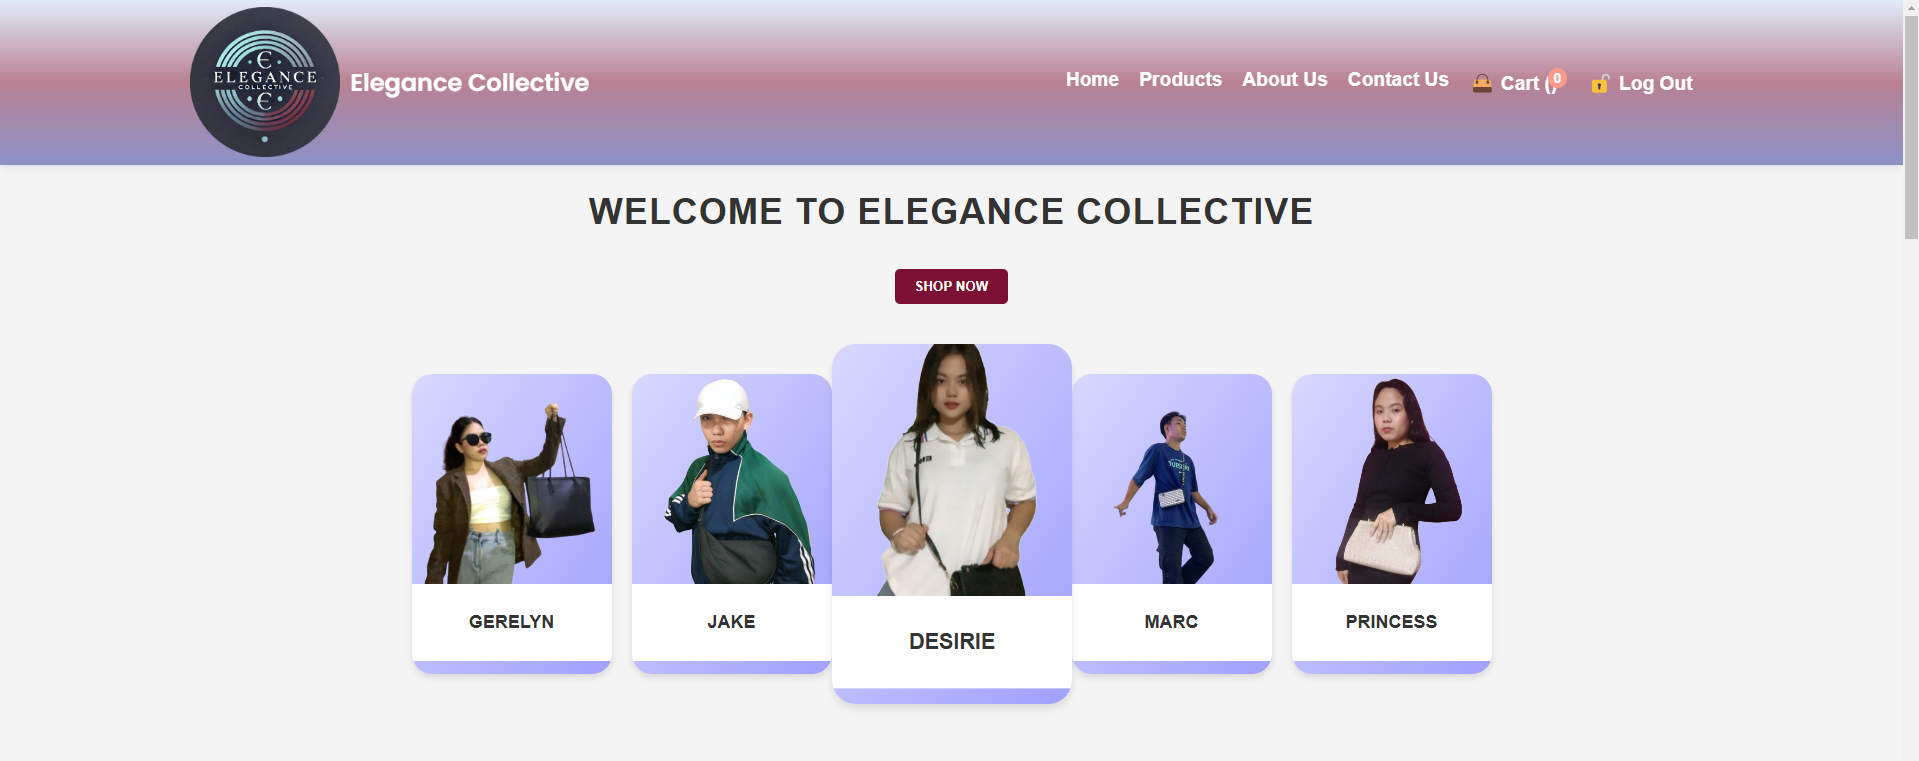 ELEGANCE
COLLECTIVE
Elegance Collective
Home
Products
About Us
Contact Us
Cart ()
0
Log Out
WELCOME TO ELEGANCE COLLECTIVE
SHOP NOW
GERELYN
JAKE
DESIRIE
MARC
PRINCESS